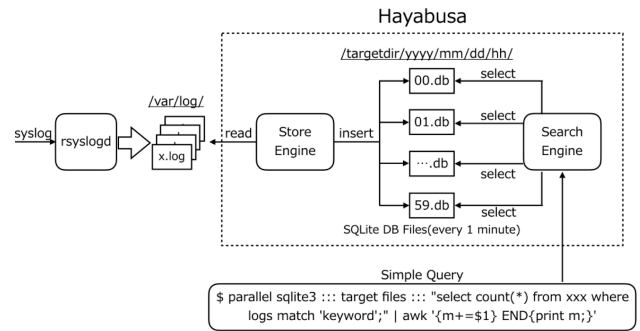 Hayabusa
/targetdir/yyyy/mm/dd/hh/
00.db
select
/var/log/
01.db
select
syslog
rsyslogd
x.log
read
Store
Engine
insert
Search
Engine
....db
select
59.db
select
SQLite DB Files(every 1 minute)
Simple Query
$ parallel sqlite3 ::: target files ::: "select count(*) from xxx where
logs match 'keyword';" | awk '{m+=$1} END{print m;}'